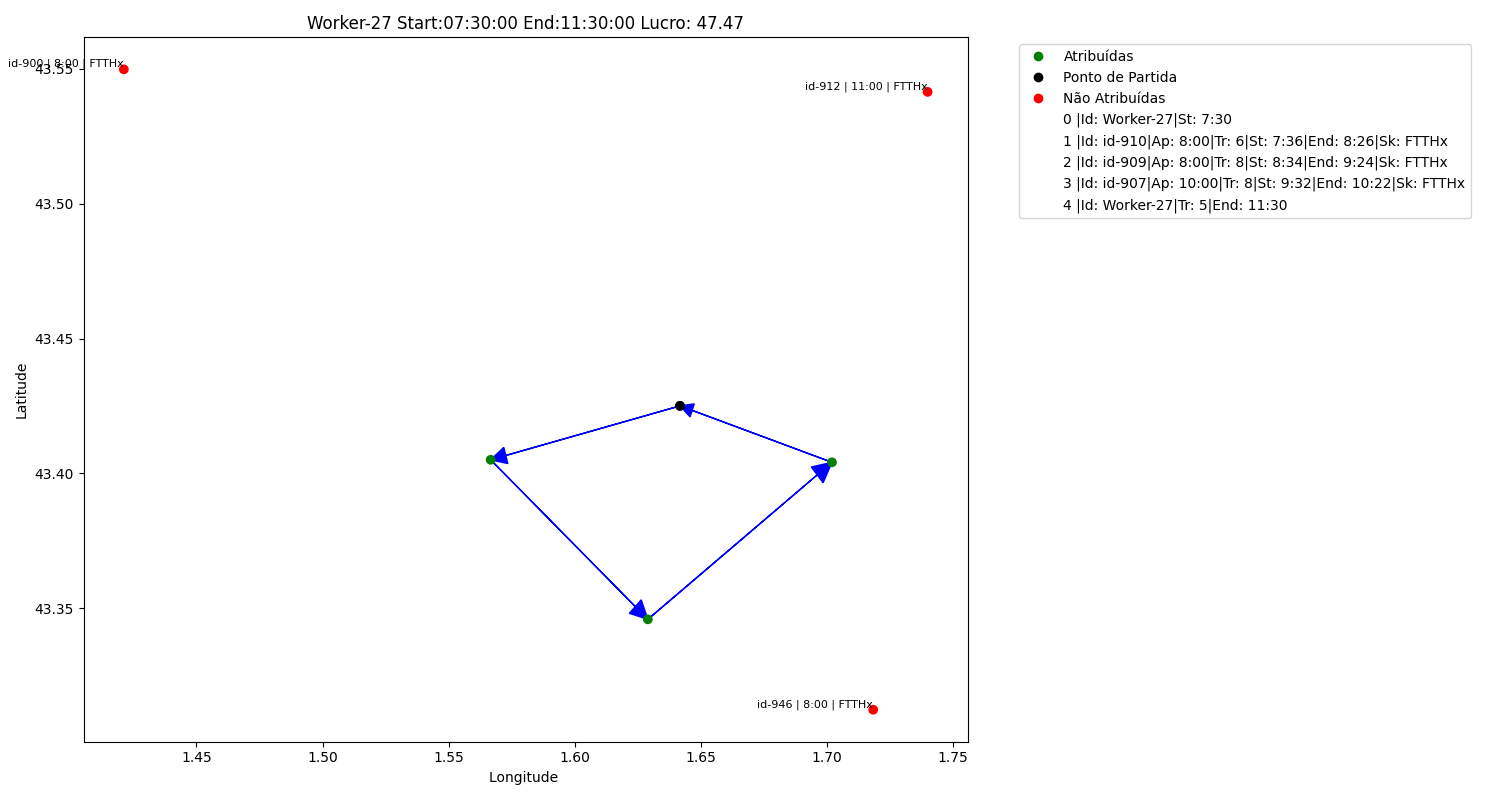 Worker-27 Start:07:30:00 End:11:30:00 Lucro: 47.47
id-900 | 8:00 | FTTHx
id-912 | 11:00 | FTTHx
id-946 | 8:00 | FTTHx
43.55
43.50
43.45
43.40
43.35
Latitude
1.45 1.50 1.55 1.60 1.65 1.70 1.75
Longitude
Atribuídas
Ponto de Partida
Não Atribuídas
0 |Id: Worker-27|St: 7:30
1 |Id: id-910|Ap: 8:00|Tr: 6|St: 7:36|End: 8:26|Sk: FTTHx
2 |Id: id-909|Ap: 8:00|Tr: 8|St: 8:34|End: 9:24|Sk: FTTHx
3 |Id: id-907|Ap: 10:00|Tr: 8|St: 9:32|End: 10:22|Sk: FTTHx
4 |Id: Worker-27|Tr: 5|End: 11:30